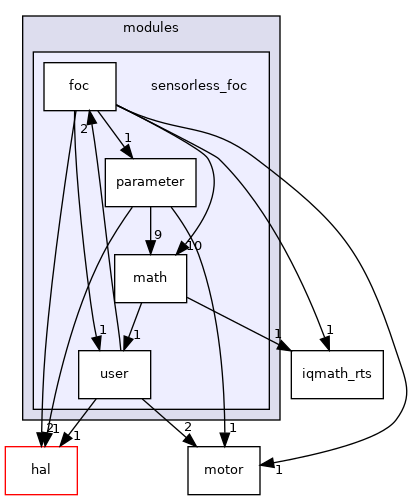 modules
foc
sensorless_foc
2
1
parameter
9
10
math
1
1
1
1
user
iqmath_rts
2
1
1
2
1
1
hal
motor